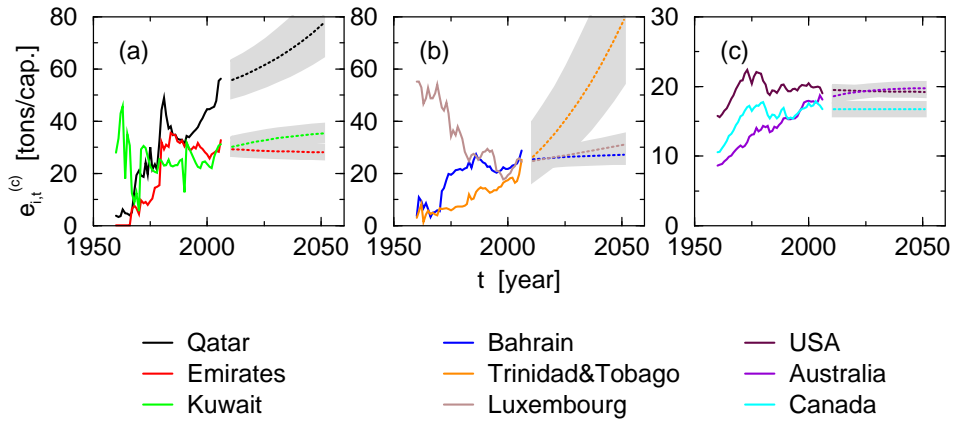 e_{i,t}^{(c)} [tons/cap.]
80
60
40
20
0
(a)
1950 2000 2050
80
60
40
20
0
(b)
1950 2000 2050
30
20
10
0
(c)
1950 2000 2050
t [year]
Qatar
Emirates
Kuwait
Bahrain
Trinidad&Tobago
Luxembourg
USA
Australia
Canada